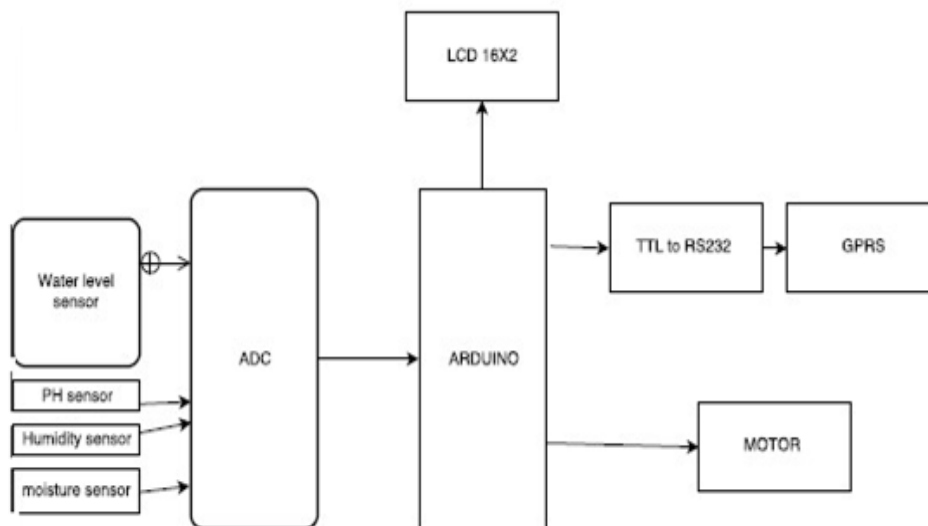 LCD 16X2
Water level
sensor
PH sensor
Humidity sensor
moisture sensor
ADC
ARDUINO
TTL to RS232
GPRS
MOTOR